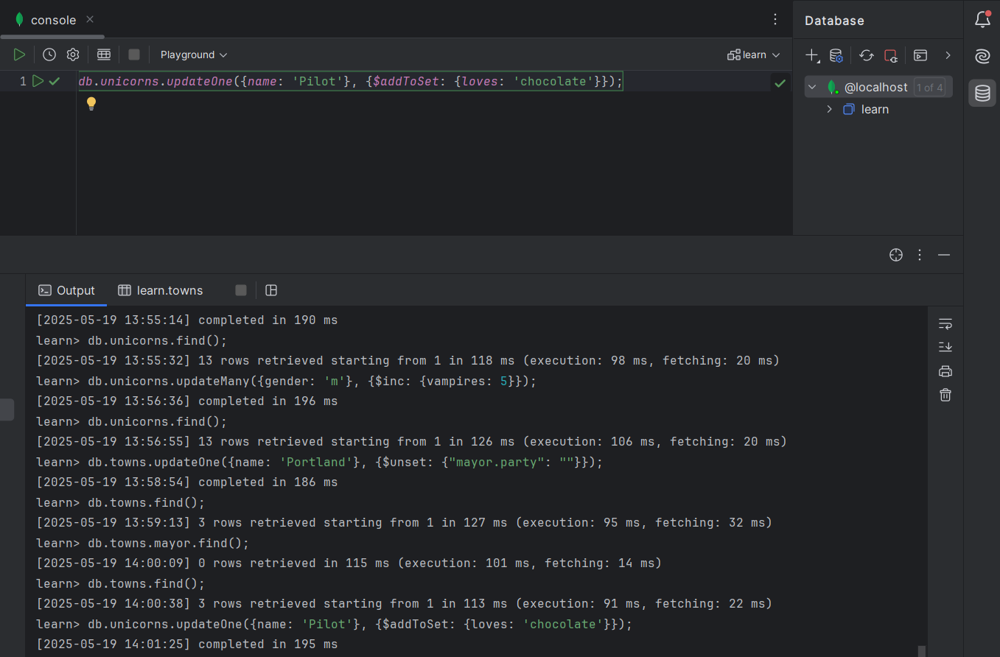 console
Playground
learn
1
db.unicorns.updateOne({name: 'Pilot'}, {$addToSet: {loves: 'chocolate'}});
Database
@localhost 1 of 4
learn
Output
learn.towns
[2025-05-19 13:55:14] completed in 190 ms
learn> db.unicorns.find();
[2025-05-19 13:55:32] 13 rows retrieved starting from 1 in 118 ms (execution: 98 ms, fetching: 20 ms)
learn> db.unicorns.updateMany({gender: 'm'}, {$inc: {vampires: 5}});
[2025-05-19 13:56:36] completed in 196 ms
learn> db.unicorns.find();
[2025-05-19 13:56:55] 13 rows retrieved starting from 1 in 126 ms (execution: 106 ms, fetching: 20 ms)
learn> db.towns.updateOne({name: 'Portland'}, {$unset: {"mayor.party": ""}});
[2025-05-19 13:58:54] completed in 186 ms
learn> db.towns.find();
[2025-05-19 13:59:13] 3 rows retrieved starting from 1 in 127 ms (execution: 95 ms, fetching: 32 ms)
learn> db.towns.mayor.find();
[2025-05-19 14:00:09] 0 rows retrieved in 115 ms (execution: 101 ms, fetching: 14 ms)
learn> db.towns.find();
[2025-05-19 14:00:38] 3 rows retrieved starting from 1 in 113 ms (execution: 91 ms, fetching: 22 ms)
learn> db.unicorns.updateOne({name: 'Pilot'}, {$addToSet: {loves: 'chocolate'}});
[2025-05-19 14:01:25] completed in 195 ms